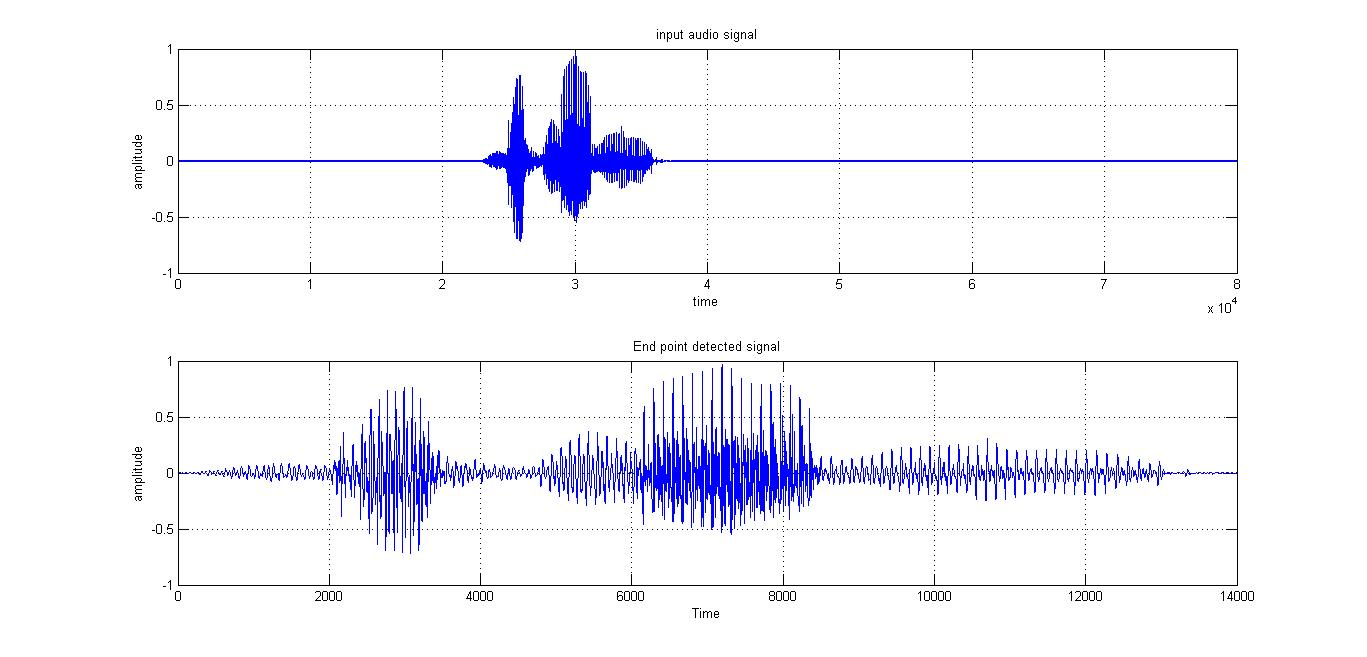 input audio signal
1
0.5
0
-0.5
-1
amplitude
0 1 2 3 4 5 6 7 8
time
x 10^4
End point detected signal
1
0.5
0
-0.5
-1
amplitude
0 2000 4000 6000 8000 10000 12000 14000
Time